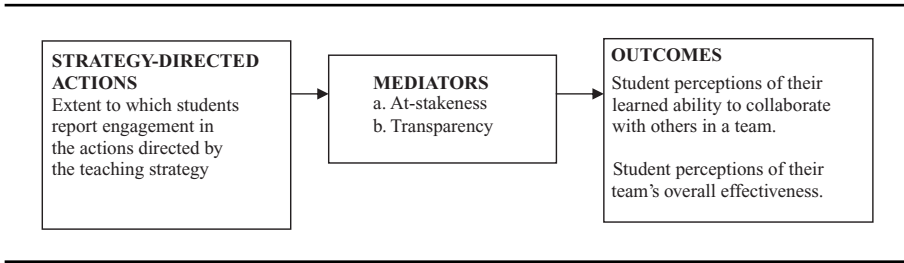 STRATEGY-DIRECTED
ACTIONS
Extent to which students
report engagement in
the actions directed by
the teaching strategy
MEDIATORS
a. At-stakeness
b. Transparency
OUTCOMES
Student perceptions of their
learned ability to collaborate
with others in a team.
Student perceptions of their
team's overall effectiveness.